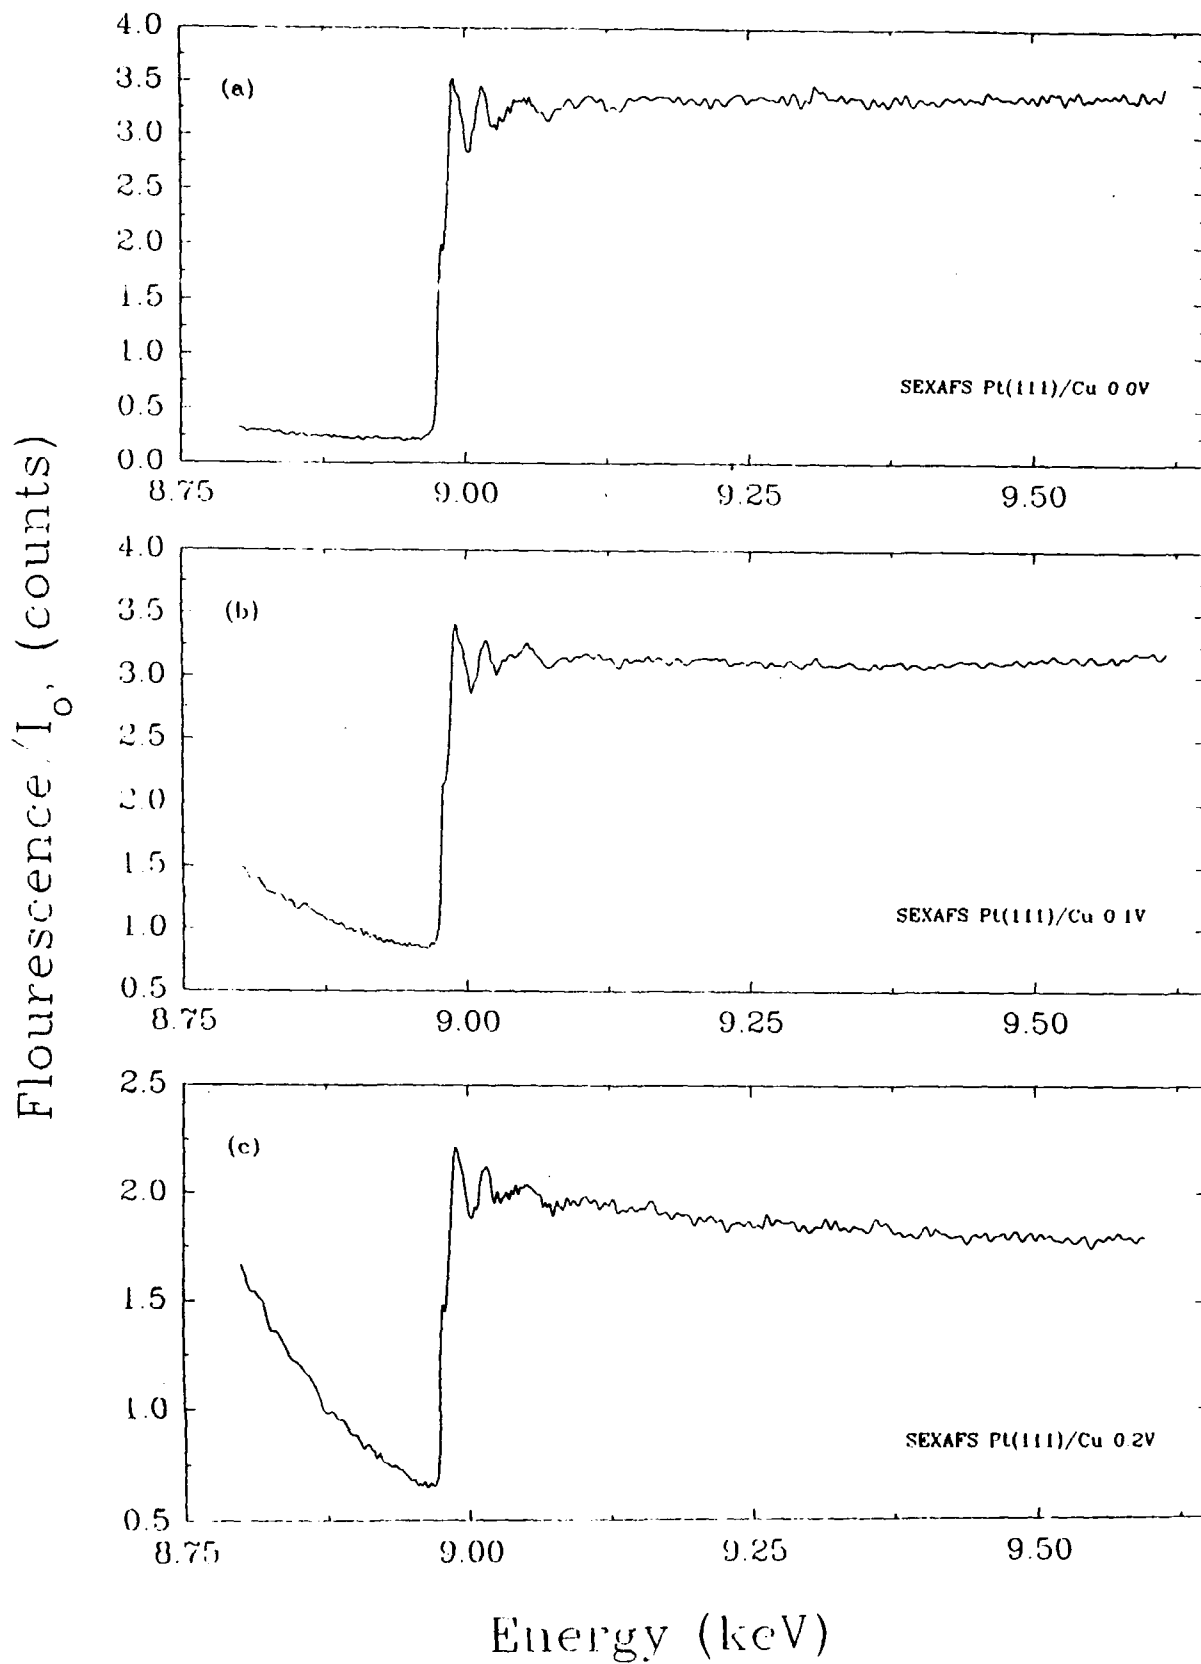 Flourescence/I₀, (counts)
4.0
3.5
3.0
2.5
2.0
1.5
1.0
0.5
0.0
(a)
SEXAFS Pt(111)/Cu 0.0V
8.75 9.00 9.25 9.50
4.0
3.5
3.0
2.5
2.0
1.5
1.0
0.5
(b)
SEXAFS Pt(111)/Cu 0.1V
8.75 9.00 9.25 9.50
2.5
2.0
1.5
1.0
0.5
(c)
SEXAFS Pt(111)/Cu 0.2V
8.75 9.00 9.25 9.50
Energy (keV)